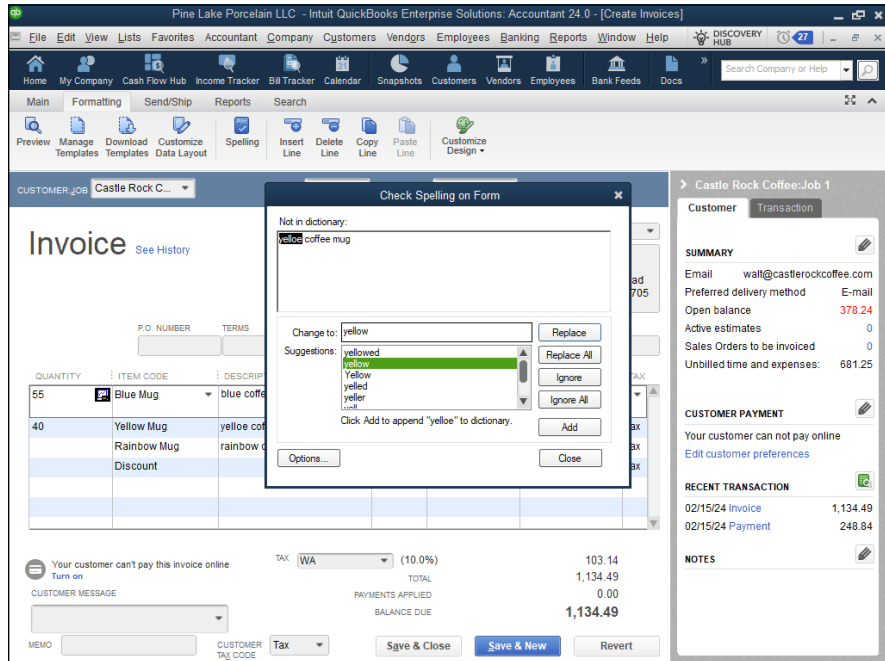 Pine Lake Porcelain LLC - Intuit QuickBooks Enterprise Solutions: Accountant 24.0 - [Create Invoices]
File Edit View Lists Favorites Accountant Company Customers Vendors Employees Banking Reports Window Help
DISCOVERY HUB 27
Home My Company Cash Flow Hub Income Tracker Bill Tracker Calendar Snapshots Customers Vendors Employees Bank Feeds Docs » Search Company or Help
Main Formatting Send/Ship Reports Search
Preview Manage Templates Download Templates Customize Data Layout Spelling Insert Line Delete Line Copy Line Paste Line Customize Design
CUSTOMER:JOB Castle Rock C...
Invoice See History
ad
705
P.O. NUMBER TERMS
QUANTITY ITEM CODE DESCRIPT TAX
55 Blue Mug blue coffe
40 Yellow Mug yelloe cof ax
Rainbow Mug rainbow c ax
Discount ax
Check Spelling on Form
Not in dictionary:
yelloe coffee mug
Change to: yellow Replace
Suggestions: yellowed Replace All
yellow
Yellow Ignore
yelled
yeller Ignore All
yell
Click Add to append "yelloe" to dictionary. Add
Options... Close
Your customer can't pay this invoice online
Turn on
CUSTOMER MESSAGE
TAX WA (10.0%) 103.14
TOTAL 1,134.49
PAYMENTS APPLIED 0.00
BALANCE DUE 1,134.49
MEMO CUSTOMER TAX CODE Tax Save & Close Save & New Revert
Castle Rock Coffee:Job 1
Customer Transaction
SUMMARY
Email walt@castlerockcoffee.com
Preferred delivery method E-mail
Open balance 378.24
Active estimates 0
Sales Orders to be invoiced 0
Unbilled time and expenses: 681.25
CUSTOMER PAYMENT
Your customer can not pay online
Edit customer preferences
RECENT TRANSACTION
02/15/24 Invoice 1,134.49
02/15/24 Payment 248.84
NOTES